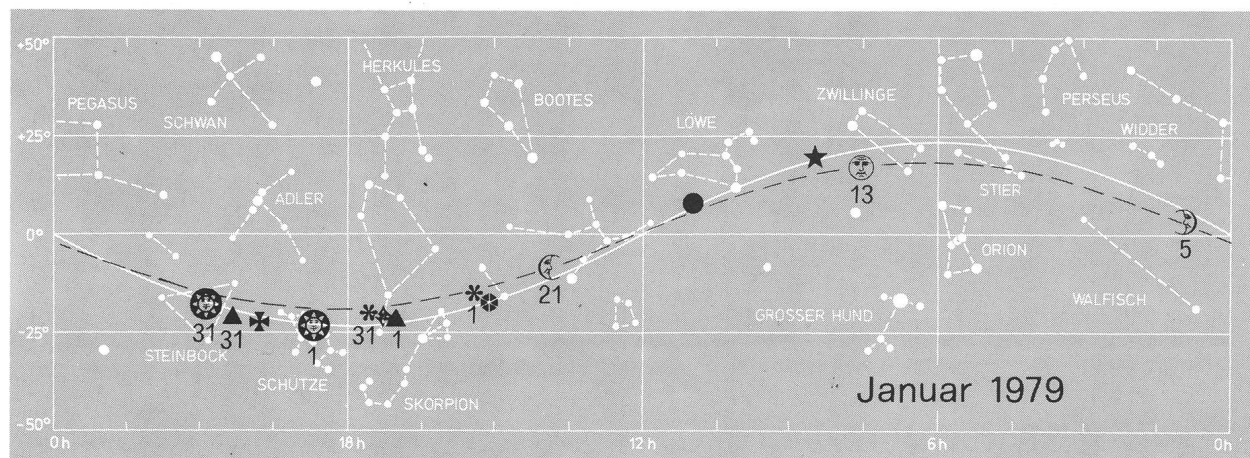 +50°
HERKULES
PEGASUS
SCHWAN
BOOTES
ZWILLINGE
PERSEUS
LÖWE
WIDDER
+25°
ADLER
13
STIER
0°
5
ORION
21
31
31
1
31
1
1
WALFISCH
GROSSER HUND
-25°
STEINBOCK
SCHÜTZE
SKORPION
Januar 1979
-50°
0h
18h
12h
6h
0h